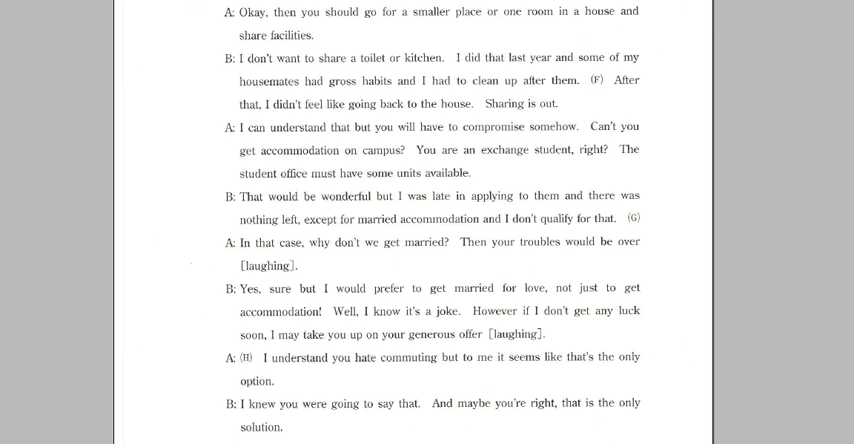 A: Okay, then you should go for a smaller place or one room in a house and
share facilities.
B: I don't want to share a toilet or kitchen. I did that last year and some of my
housemates had gross habits and I had to clean up after them. (F) After
that, I didn't feel like going back to the house. Sharing is out.
A: I can understand that but you will have to compromise somehow. Can't you
get accommodation on campus? You are an exchange student, right? The
student office must have some units available.
B: That would be wonderful but I was late in applying to them and there was
nothing left, except for married accommodation and I don't qualify for that. (G)
A: In that case, why don't we get married? Then your troubles would be over
[laughing].
B: Yes, sure but I would prefer to get married for love, not just to get
accommodation! Well, I know it's a joke. However if I don't get any luck
soon, I may take you up on your generous offer [laughing].
A: (H) I understand you hate commuting but to me it seems like that's the only
option.
B: I knew you were going to say that. And maybe you're right, that is the only
solution.